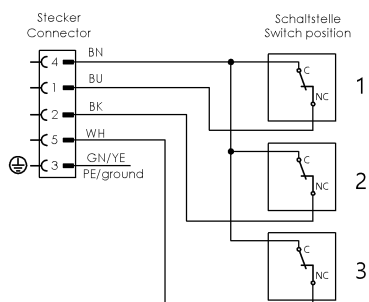 Stecker
Connector
Schaltstelle
Switch position
4
BN
1
BU
2
BK
5
WH
3
GN/YE
PE/ground
C
NC
1
C
NC
2
C
NC
3